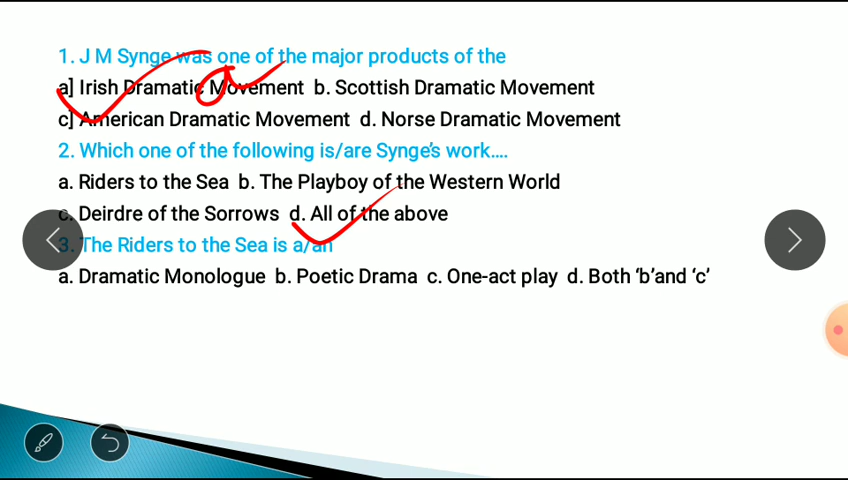 1. J M Synge was one of the major products of the
a] Irish Dramatic Movement b. Scottish Dramatic Movement
c] American Dramatic Movement d. Norse Dramatic Movement
2. Which one of the following is/are Synge's work....
a. Riders to the Sea b. The Playboy of the Western World
c. Deirdre of the Sorrows d. All of the above
3. The Riders to the Sea is a/an
a. Dramatic Monologue b. Poetic Drama c. One-act play d. Both 'b'and 'c'
a